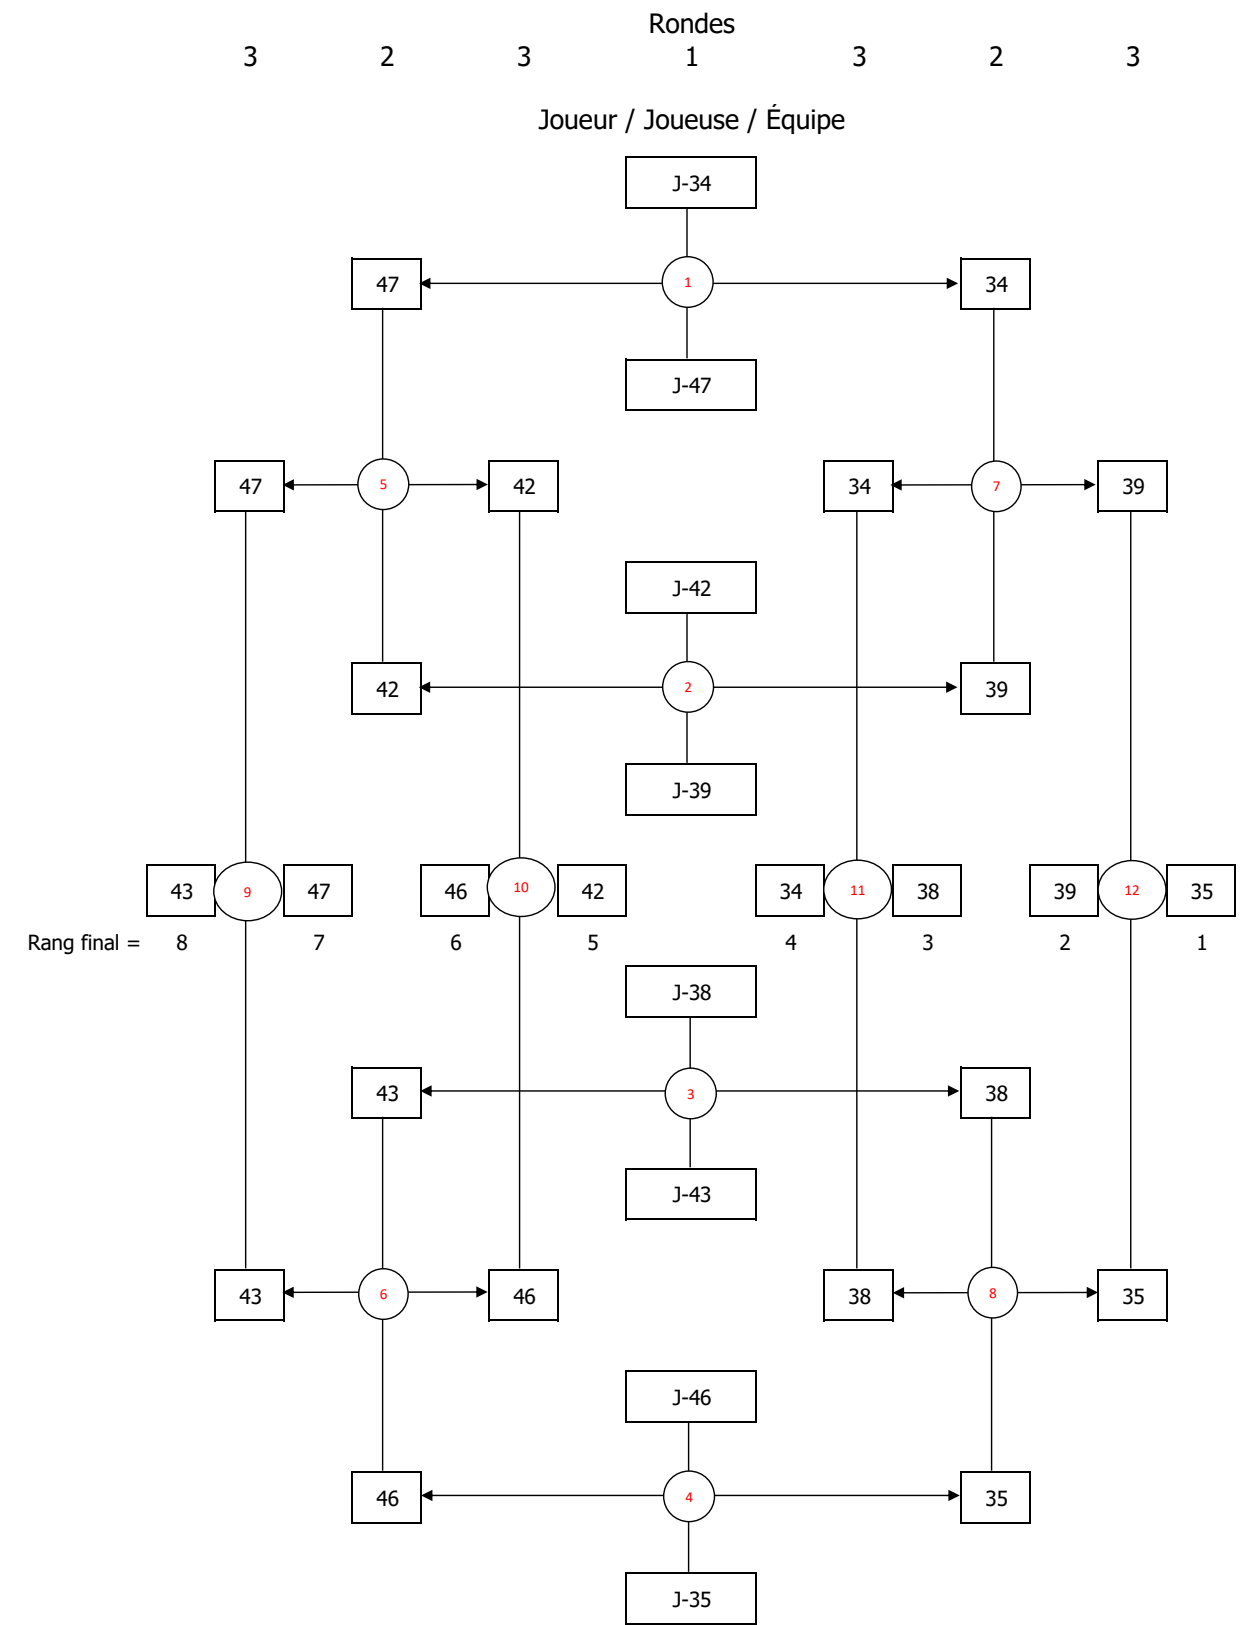 Rondes
3 2 3 1 3 2 3
Joueur / Joueuse / Équipe
J-34
47 1 34
J-47
47 5 42 34 7 39
J-42
42 2 39
J-39
43 9 47 46 10 42 34 11 38 39 12 35
Rang final = 8 7 6 5 4 3 2 1
J-38
43 3 38
J-43
43 6 46 38 8 35
J-46
46 4 35
J-35